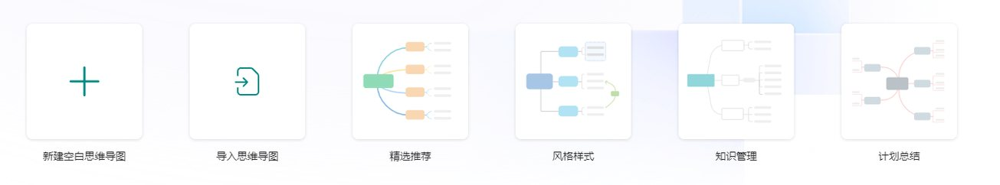 新建空白思维导图
导入思维导图
精选推荐
风格样式
知识管理
计划总结